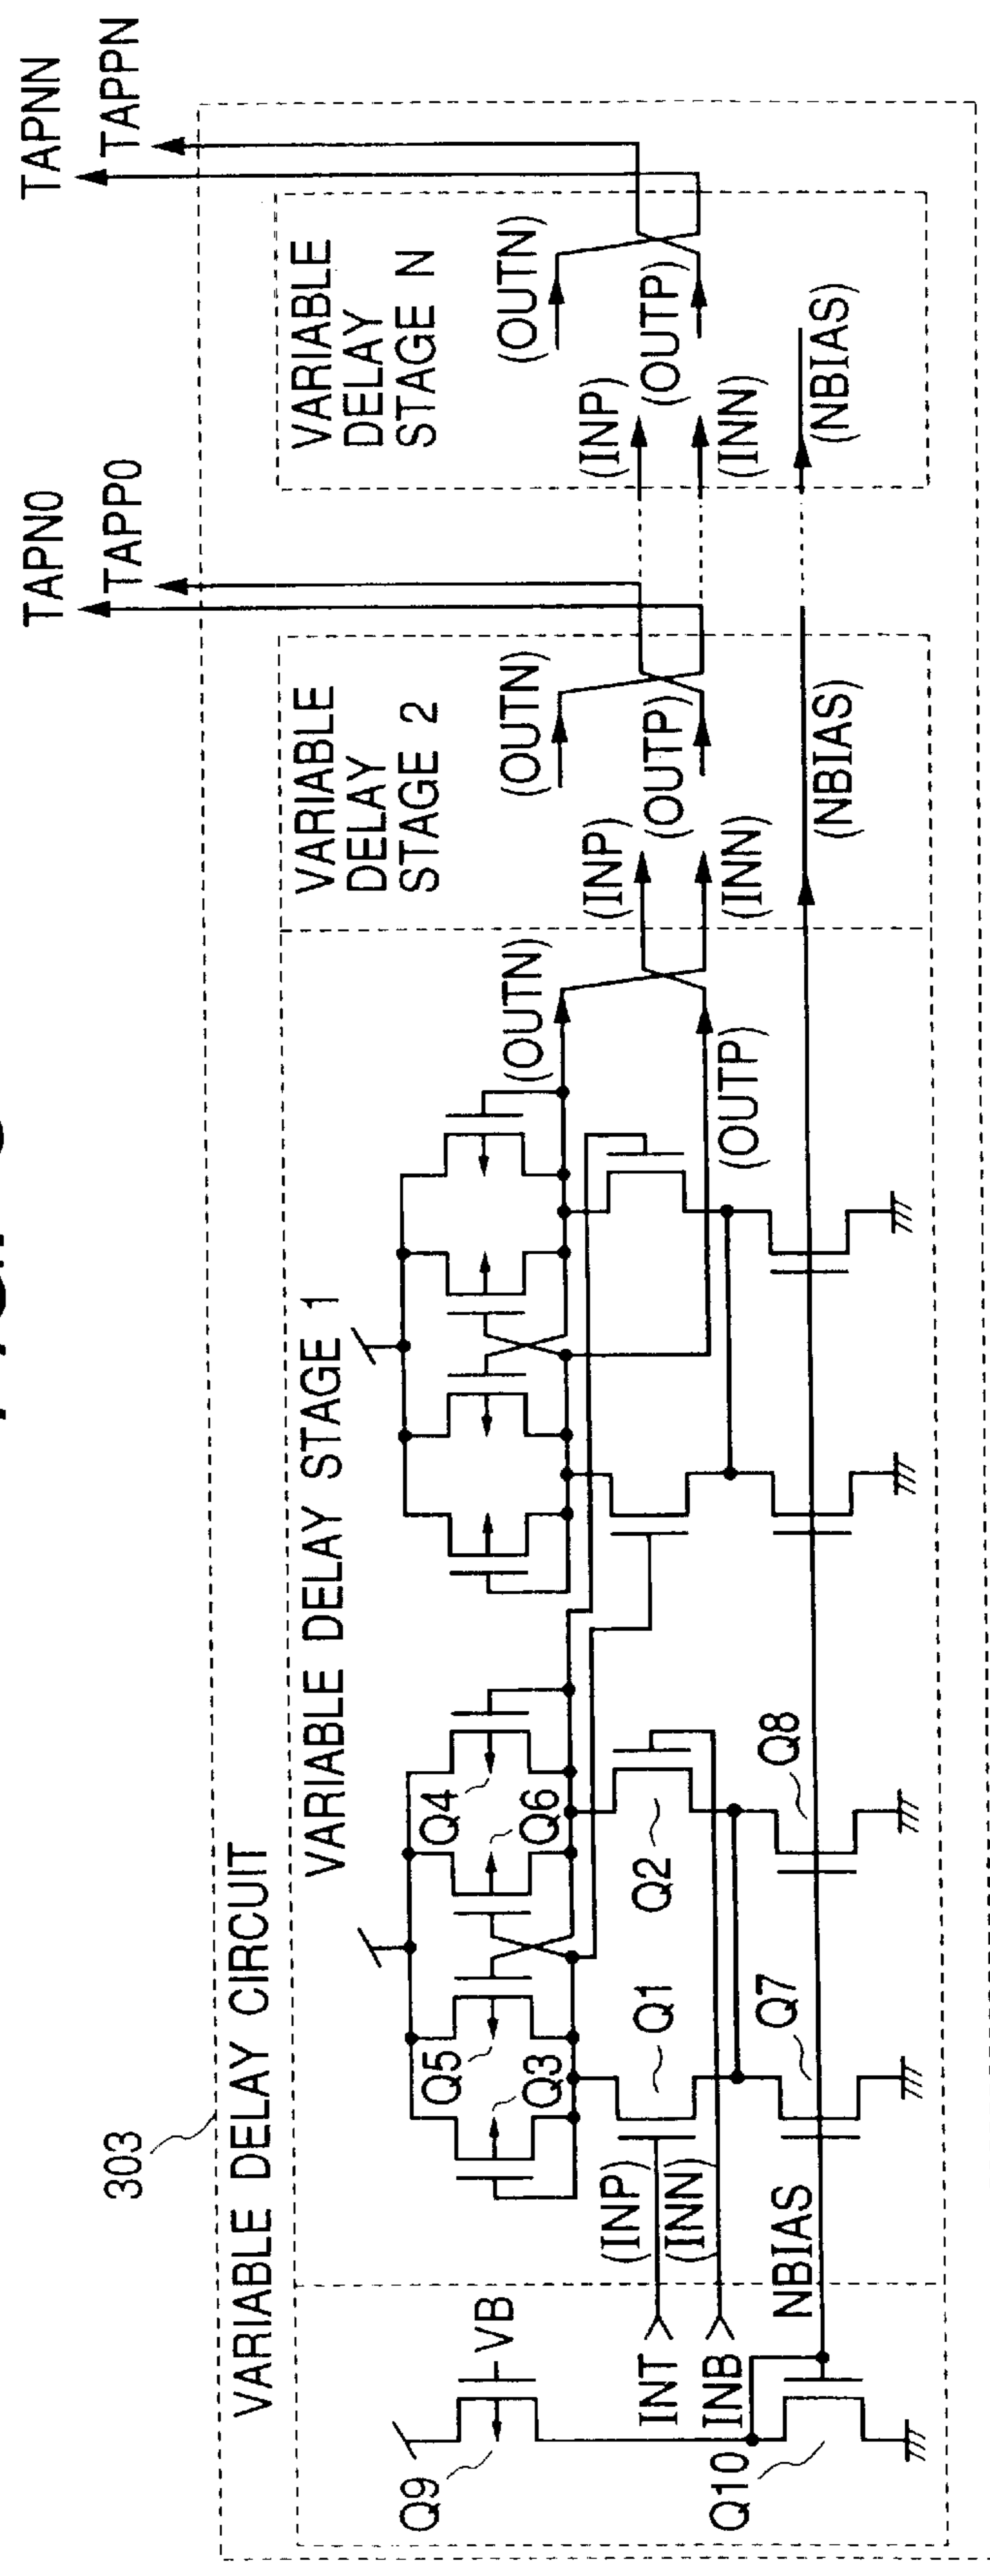 303
VARIABLE DELAY CIRCUIT
Q9
VB
INT
INB
Q10
NBIAS
(INP)
(INN)
VARIABLE DELAY STAGE 1
Q5
Q3
Q4
Q6
Q1
Q2
Q7
Q8
(OUTN)
(OUTP)
VARIABLE
DELAY
STAGE 2
(INP)
(INN)
(OUTN)
(OUTP)
(NBIAS)
TAPN0
TAPP0
VARIABLE
DELAY
STAGE N
(INP)
(INN)
(OUTN)
(OUTP)
(NBIAS)
TAPNN
TAPPN